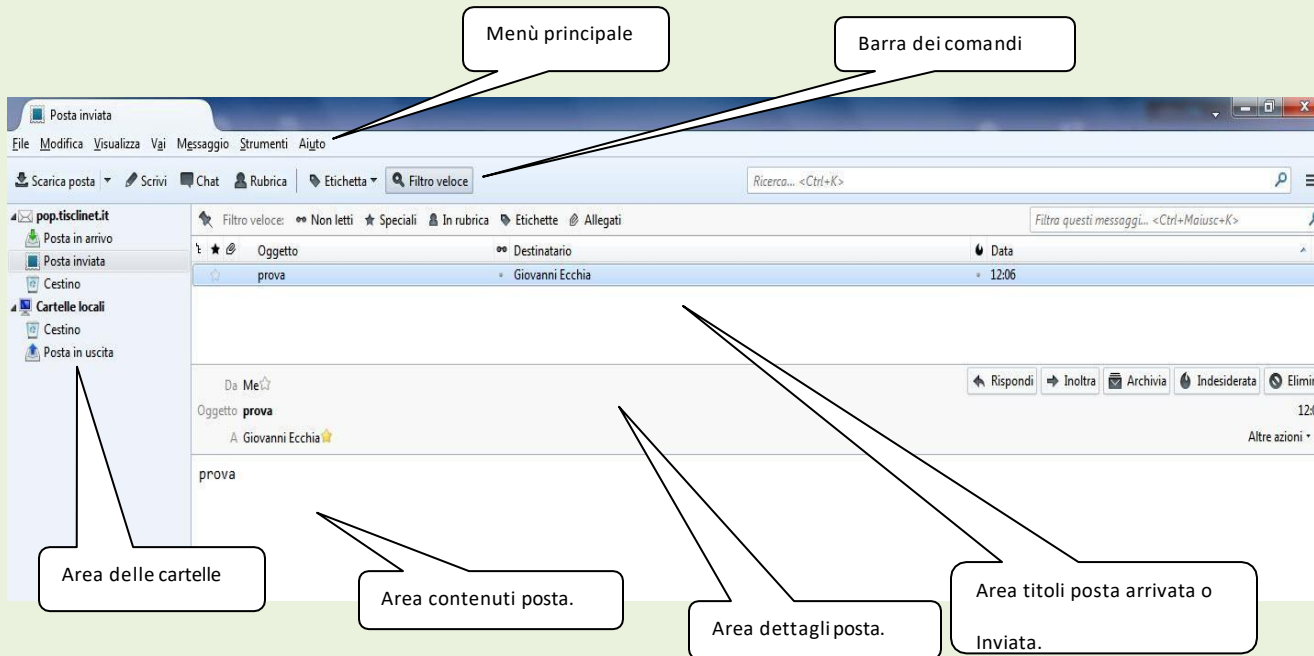 Menù principale
Barra dei comandi
Posta inviata
File Modifica Visualizza Vai Messaggio Strumenti Aiuto
Scarica posta Scrivi Chat Rubrica Etichetta Filtro veloce Ricerca... <Ctrl+K>
pop.tisclinet.it
Posta in arrivo
Posta inviata
Cestino
Cartelle locali
Cestino
Posta in uscita
Filtro veloce: Non letti Speciali In rubrica Etichette Allegati Filtra questi messaggi... <Ctrl+Maiusc+K>
Oggetto Destinatario Data
prova Giovanni Ecchia 12:06
Da Me Rispondi Inoltra Archivia Indesiderata Elimin
Oggetto prova 12:0
A Giovanni Ecchia Altre azioni
prova
Area delle cartelle
Area contenuti posta.
Area dettagli posta.
Area titoli posta arrivata o
Inviata.